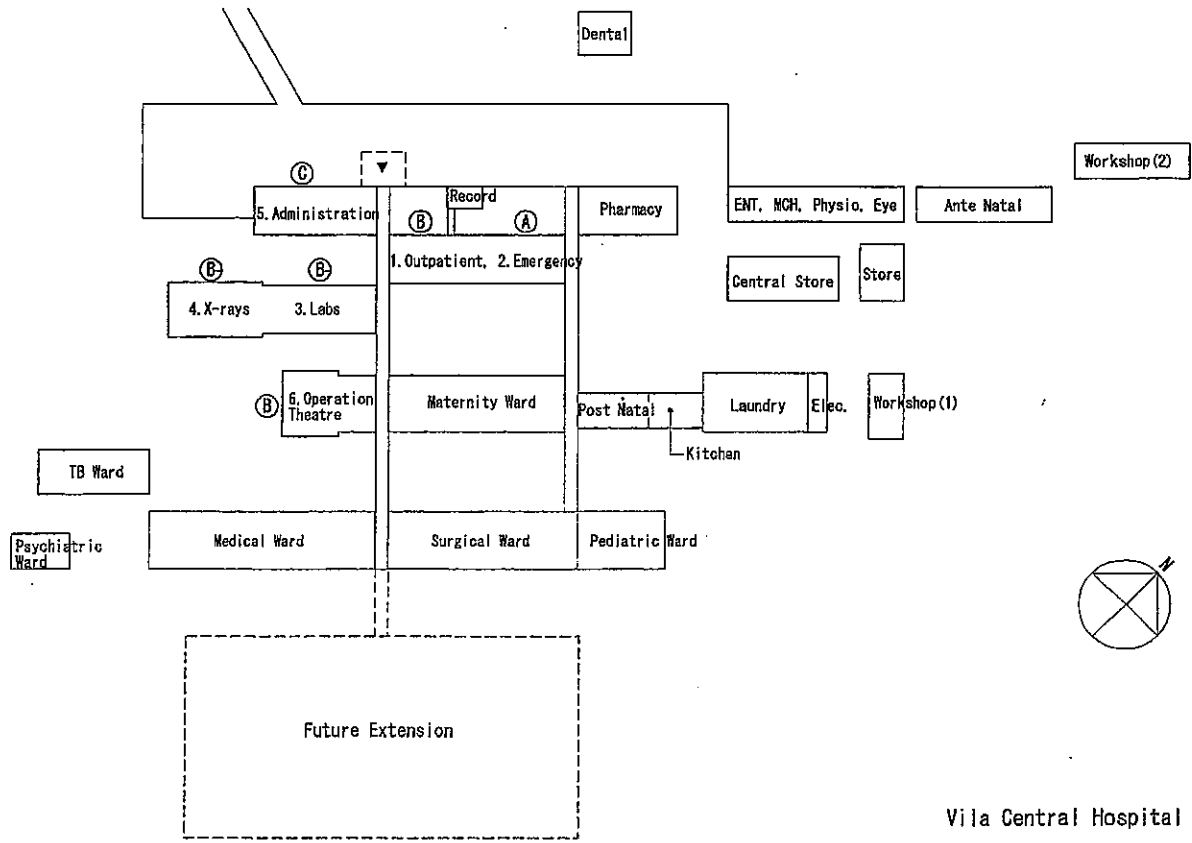 Dental
Workshop(2)
Ⓒ
▼
Record
5. Administration
Ⓑ
Ⓐ
Pharmacy
ENT, MCH, Physio, Eye
Ante Natal
1. Outpatient, 2. Emergency
Ⓑ-
Ⓑ-
Central Store
Store
4. X-rays
3. Labs
Ⓑ
6. Operation
Theatre
Maternity Ward
Post Natal
Laundry
Elec.
Workshop(1)
Kitchen
TB Ward
Medical Ward
Surgical Ward
Pediatric Ward
Psychiatric
Ward
N
Future Extension
Vila Central Hospital